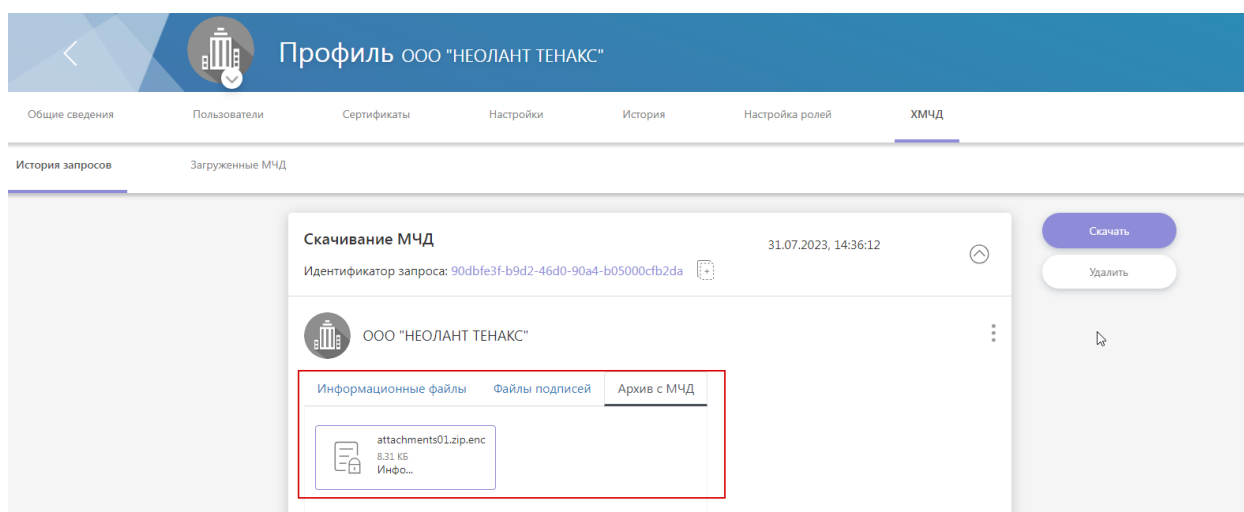 Профиль ООО "НЕОЛАНТ ТЕНАКС"
Общие сведения Пользователи Сертификаты Настройки История Настройка ролей ХМЧД
История запросов Загруженные МЧД
Скачивание МЧД 31.07.2023, 14:36:12
Идентификатор запроса: 90dbfe3f-b9d2-46d0-90a4-b05000cfb2da
Скачать
Удалить
ООО "НЕОЛАНТ ТЕНАКС"
Информационные файлы Файлы подписей Архив с МЧД
attachments01.zip.enc
8.31 КБ
Инфо...